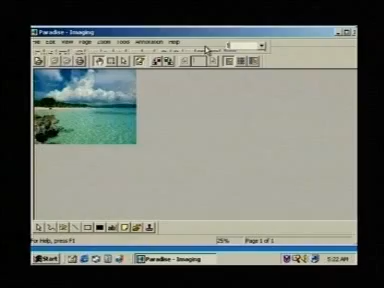 Paradise - Imaging
File Edit View Page Zoom Tools Annotation Help
For Help, press F1
25%
Page 1 of 1
Start
Paradise - Imaging
5:22 AM